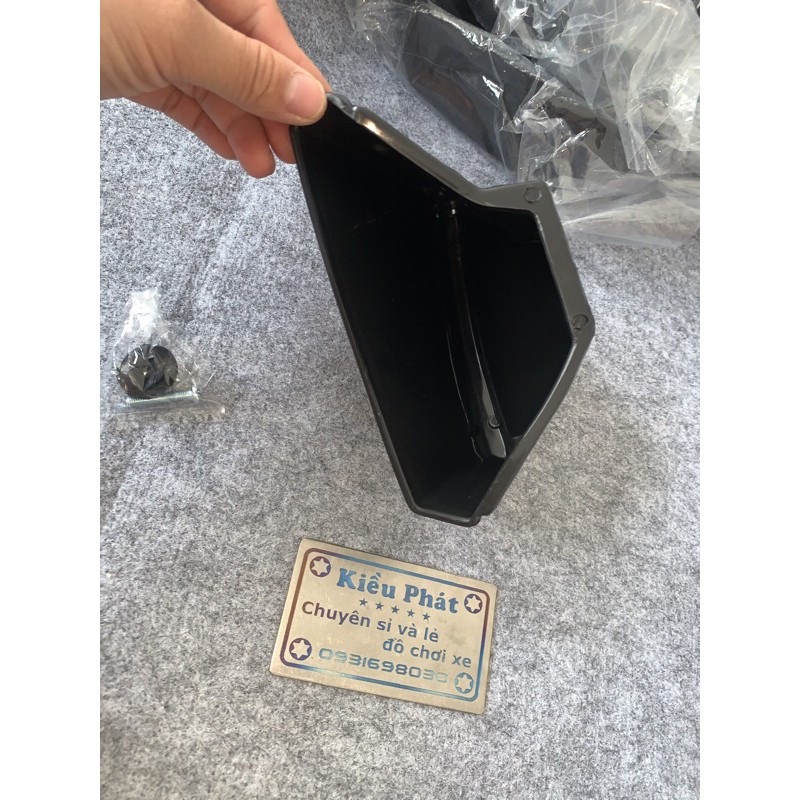 Kiều Phát
Chuyên sỉ và lẻ
đồ chơi xe
0931698030